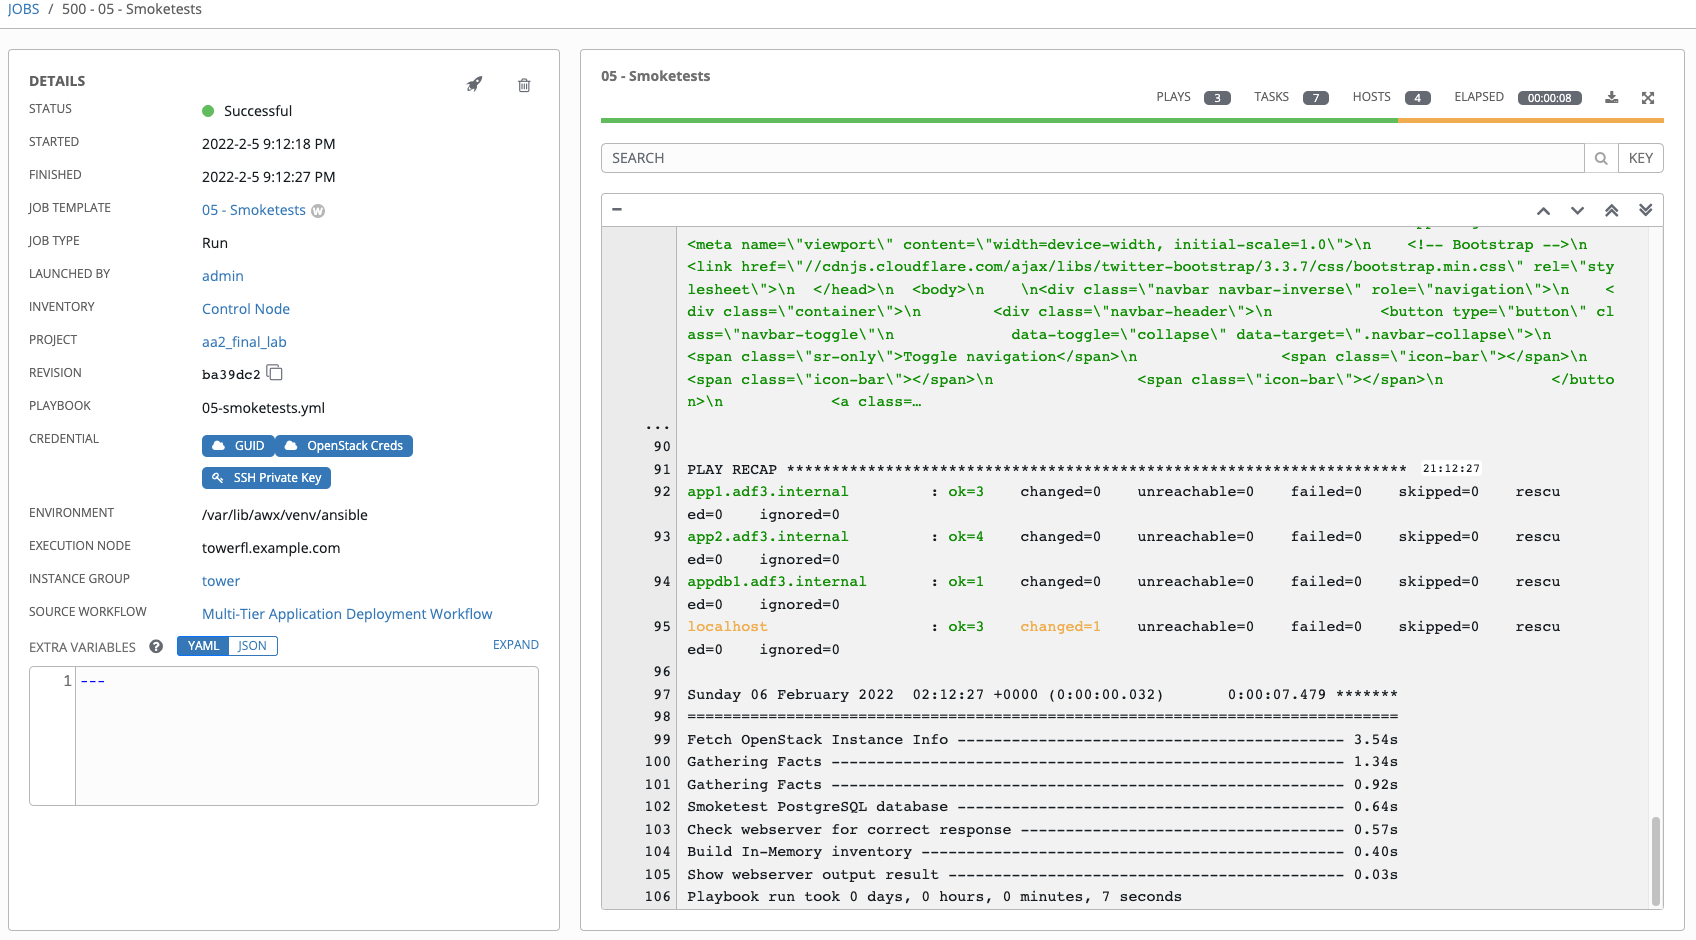 JOBS / 500 - 05 - Smoketests
DETAILS
STATUS Successful
STARTED 2022-2-5 9:12:18 PM
FINISHED 2022-2-5 9:12:27 PM
JOB TEMPLATE 05 - Smoketests W
JOB TYPE Run
LAUNCHED BY admin
INVENTORY Control Node
PROJECT aa2_final_lab
REVISION ba39dc2
PLAYBOOK 05-smoketests.yml
CREDENTIAL GUID OpenStack Creds
SSH Private Key
ENVIRONMENT /var/lib/awx/venv/ansible
EXECUTION NODE towerfl.example.com
INSTANCE GROUP tower
SOURCE WORKFLOW Multi-Tier Application Deployment Workflow
EXTRA VARIABLES ? YAML JSON EXPAND
1 ---
05 - Smoketests
PLAYS 3 TASKS 7 HOSTS 4 ELAPSED 00:00:08
SEARCH KEY
<meta name=\"viewport\" content=\"width=device-width, initial-scale=1.0\">\n    <!-- Bootstrap -->\n
<link href=\"//cdnjs.cloudflare.com/ajax/libs/twitter-bootstrap/3.3.7/css/bootstrap.min.css\" rel=\"sty
lesheet\">\n  </head>\n  <body>\n    \n<div class=\"navbar navbar-inverse\" role=\"navigation\">\n    <
div class=\"container\">\n        <div class=\"navbar-header\">\n            <button type=\"button\" cl
ass=\"navbar-toggle\"\n             data-toggle=\"collapse\" data-target=\".navbar-collapse\">\n
<span class=\"sr-only\">Toggle navigation</span>\n                <span class=\"icon-bar\"></span>\n
<span class=\"icon-bar\"></span>\n                <span class=\"icon-bar\"></span>\n            </butto
n>\n            <a class=…
...
90
91 PLAY RECAP ********************************************************************* 21:12:27
92 app1.adf3.internal         : ok=3    changed=0    unreachable=0    failed=0    skipped=0    rescu
ed=0    ignored=0
93 app2.adf3.internal         : ok=4    changed=0    unreachable=0    failed=0    skipped=0    rescu
ed=0    ignored=0
94 appdb1.adf3.internal       : ok=1    changed=0    unreachable=0    failed=0    skipped=0    rescu
ed=0    ignored=0
95 localhost                  : ok=3    changed=1    unreachable=0    failed=0    skipped=0    rescu
ed=0    ignored=0
96
97 Sunday 06 February 2022  02:12:27 +0000 (0:00:00.032)       0:00:07.479 *******
98 ===============================================================================
99 Fetch OpenStack Instance Info ------------------------------------------- 3.54s
100 Gathering Facts --------------------------------------------------------- 1.34s
101 Gathering Facts --------------------------------------------------------- 0.92s
102 Smoketest PostgreSQL database ------------------------------------------- 0.64s
103 Check webserver for correct response ------------------------------------ 0.57s
104 Build In-Memory inventory ----------------------------------------------- 0.40s
105 Show webserver output result -------------------------------------------- 0.03s
106 Playbook run took 0 days, 0 hours, 0 minutes, 7 seconds